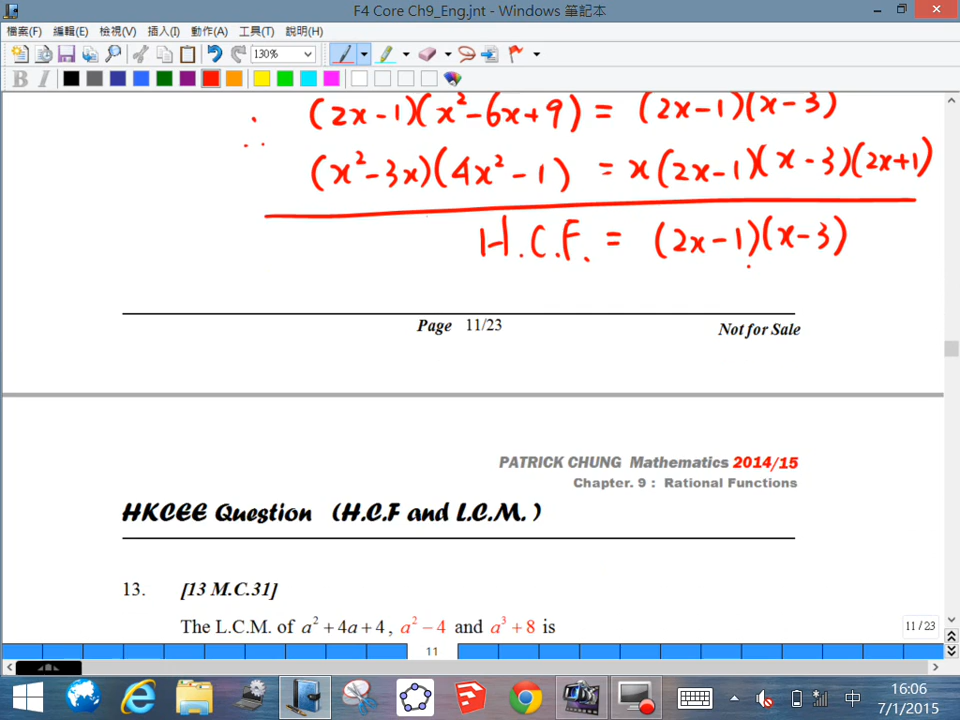 F4 Core Ch9_Eng.jnt - Windows 筆記本
檔案(F) 編輯(E) 檢視(V) 插入(I) 動作(A) 工具(T) 說明(H)
130%
B I
∴ (2x-1)(x²-6x+9) = (2x-1)(x-3)
(x²-3x)(4x²-1) = x(2x-1)(x-3)(2x+1)
H.C.F. = (2x-1)(x-3)
Page 11/23 Not for Sale
PATRICK CHUNG Mathematics 2014/15
Chapter. 9 : Rational Functions
HKCEE Question (H.C.F and L.C.M. )
13. [13 M.C.31]
The L.C.M. of a² + 4a + 4 , a² − 4 and a³ + 8 is
11 / 23
11
中
16:06
7/1/2015